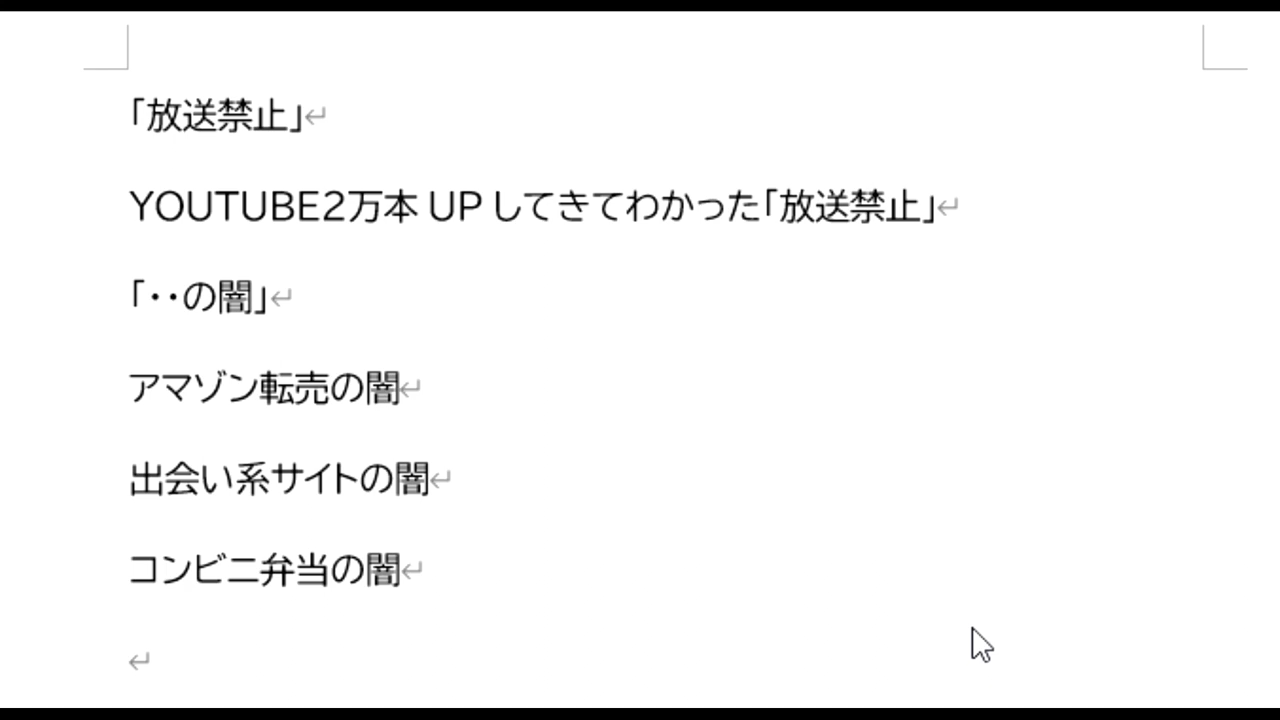 「放送禁止」
YOUTUBE2万本 UP してきてわかった「放送禁止」
「・・の闇」
アマゾン転売の闇
出会い系サイトの闇
コンビニ弁当の闇